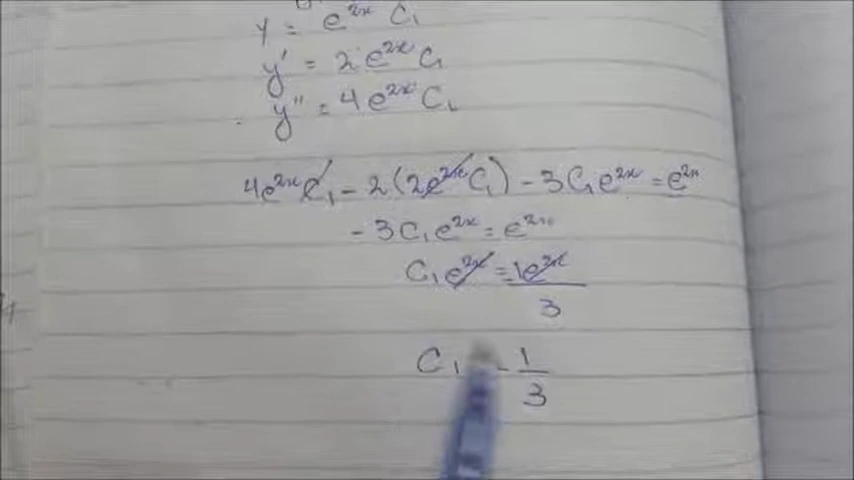 y = e^{2x} C₁
y' = 2e^{2x} C₁
y'' = 4e^{2x} C₁
4e^{2x} C₁ - 2(2e^{2x} C₁) - 3C₁e^{2x} = e^{2x}
- 3C₁e^{2x} = e^{2x}
C₁e^{2x} = -1e^{2x}
3
C₁ - 1
3